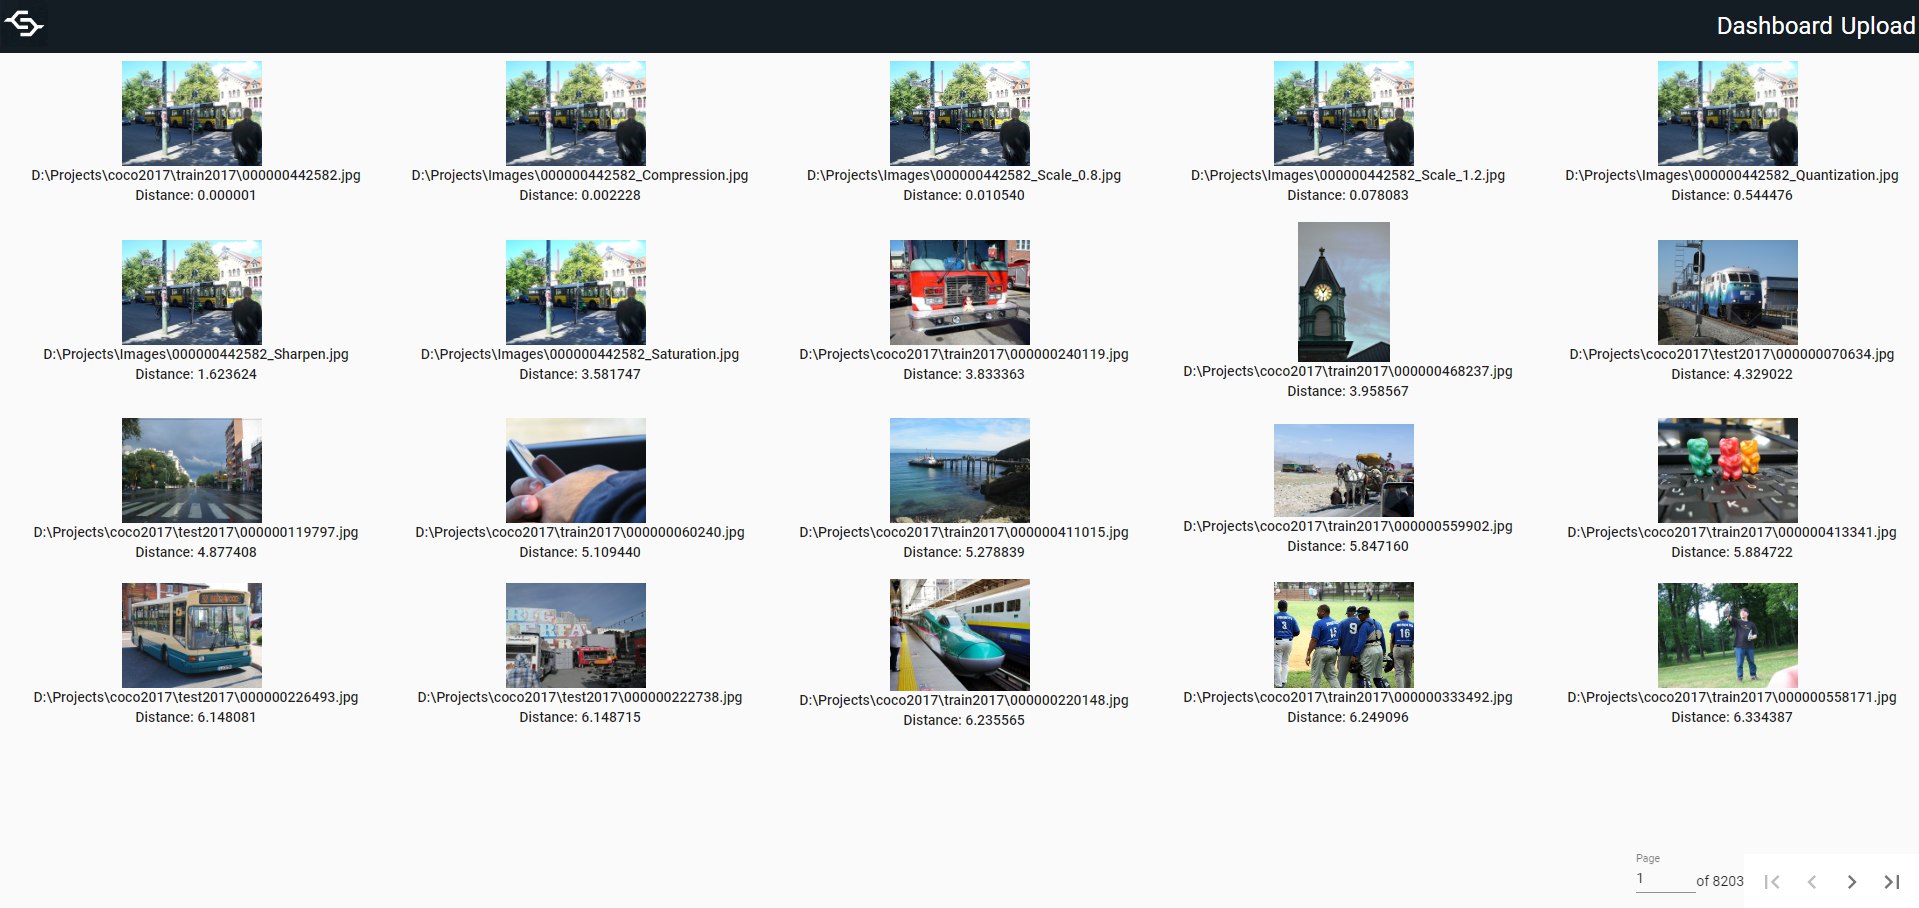 Dashboard Upload
D:\Projects\coco2017\train2017\000000442582.jpg
Distance: 0.000001
D:\Projects\Images\000000442582_Compression.jpg
Distance: 0.002228
D:\Projects\Images\000000442582_Scale_0.8.jpg
Distance: 0.010540
D:\Projects\Images\000000442582_Scale_1.2.jpg
Distance: 0.078083
D:\Projects\Images\000000442582_Quantization.jpg
Distance: 0.544476
D:\Projects\Images\000000442582_Sharpen.jpg
Distance: 1.623624
D:\Projects\Images\000000442582_Saturation.jpg
Distance: 3.581747
D:\Projects\coco2017\train2017\000000240119.jpg
Distance: 3.833363
D:\Projects\coco2017\train2017\000000468237.jpg
Distance: 3.958567
D:\Projects\coco2017\test2017\000000070634.jpg
Distance: 4.329022
D:\Projects\coco2017\test2017\000000119797.jpg
Distance: 4.877408
D:\Projects\coco2017\train2017\000000060240.jpg
Distance: 5.109440
D:\Projects\coco2017\train2017\000000411015.jpg
Distance: 5.278839
D:\Projects\coco2017\train2017\000000559902.jpg
Distance: 5.847160
D:\Projects\coco2017\train2017\000000413341.jpg
Distance: 5.884722
3
15
9
16
D:\Projects\coco2017\test2017\000000226493.jpg
Distance: 6.148081
D:\Projects\coco2017\test2017\000000222738.jpg
Distance: 6.148715
D:\Projects\coco2017\train2017\000000220148.jpg
Distance: 6.235565
D:\Projects\coco2017\train2017\000000333492.jpg
Distance: 6.249096
D:\Projects\coco2017\train2017\000000558171.jpg
Distance: 6.334387
Page
1 of 8203